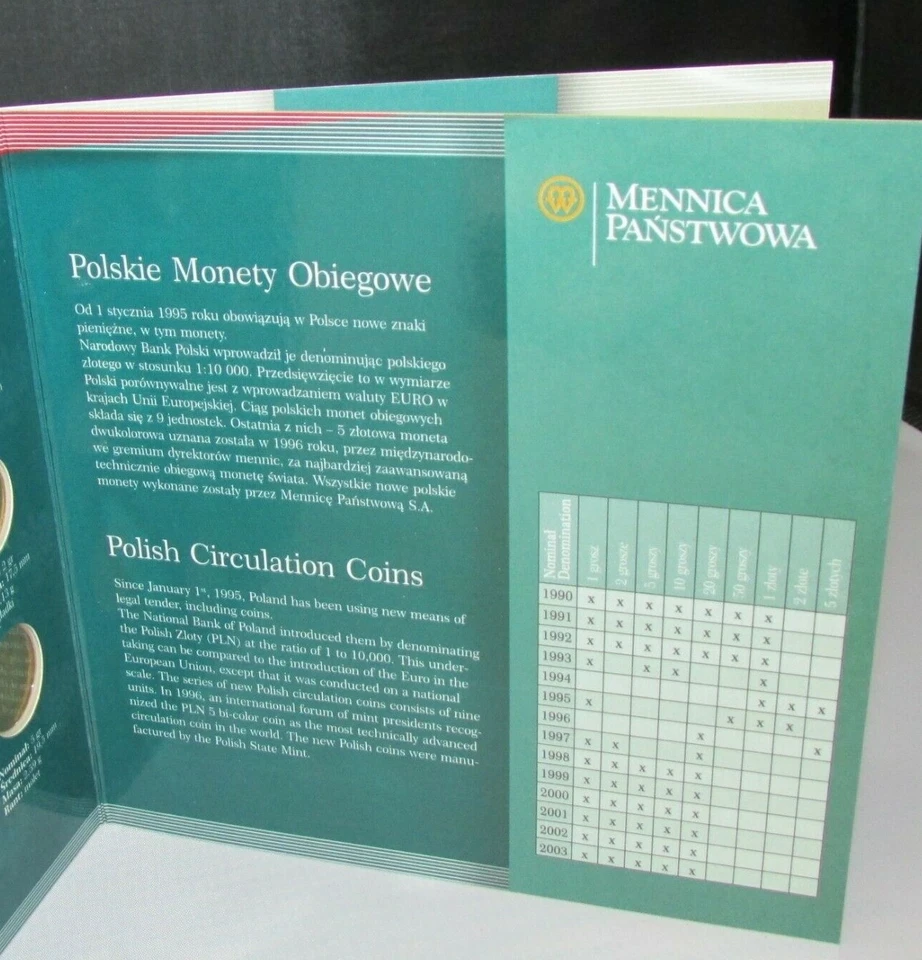 Nominał: 5 gr
Średnica: 19,5 mm
Masa: 2,59 g
Polskie Monety Obiegowe
Od 1 stycznia 1995 roku obowiązują w Polsce nowe znaki
pieniężne, w tym monety.
Narodowy Bank Polski wprowadził je denominując polskiego
złotego w stosunku 1:10 000. Przedsięwzięcie to w wymiarze
Polski porównywalne jest z wprowadzaniem waluty EURO w
krajach Unii Europejskiej. Ciąg polskich monet obiegowych
składa się z 9 jednostek. Ostatnia z nich – 5 złotowa moneta
dwukolorowa uznana została w 1996 roku, przez międzynarodo-
we gremium dyrektorów mennic, za najbardziej zaawansowaną
technicznie obiegową monetę świata. Wszystkie nowe polskie
monety wykonane zostały przez Mennicę Państwową S.A.
Polish Circulation Coins
Since January 1st, 1995, Poland has been using new means of
legal tender, including coins.
The National Bank of Poland introduced them by denominating
the Polish Zloty (PLN) at the ratio of 1 to 10,000. This under-
taking can be compared to the introduction of the Euro in the
European Union, except that it was conducted on a national
scale. The series of new Polish circulation coins consists of nine
units. In 1996, an international forum of mint presidents recog-
nized the PLN 5 bi-color coin as the most technically advanced
circulation coin in the world. The new Polish coins were manu-
factured by the Polish State Mint.
MENNICA
PAŃSTWOWA
Nominał
Denomination
1 grosz
2 grosze
5 groszy
10 groszy
20 groszy
50 groszy
1 złoty
2 złote
5 złotych
1990 x x x x x x x
1991 x x x x x x x
1992 x x x x x x x
1993 x x x x
1994 x x x
1995 x x x x
1996 x x
1997 x x x
1998 x x x x x
1999 x x x x x
2000 x x x x x
2001 x x x x x
2002 x x x x x
2003 x x x x x